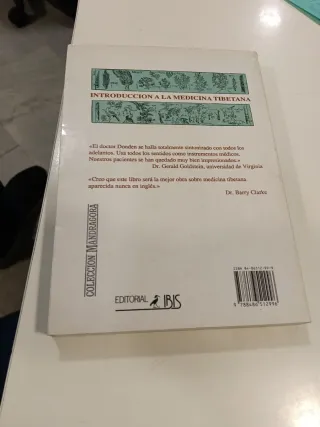 INTRODUCCION A LA MEDICINA TIBETANA
«El doctor Donden se halla totalmente sintonizado con todos los
adelantos. Usa todos los sentidos como instrumentos médicos.
Nuestros pacientes se han quedado muy bien impresionados.»
Dr. Gerald Goldstein, universidad de Virginia
«Creo que este libro será la mejor obra sobre medicina tibetana
aparecida nunca en inglés.»
Dr. Barry Clarke
COLECCION MANDRAGORA
EDITORIAL IBIS